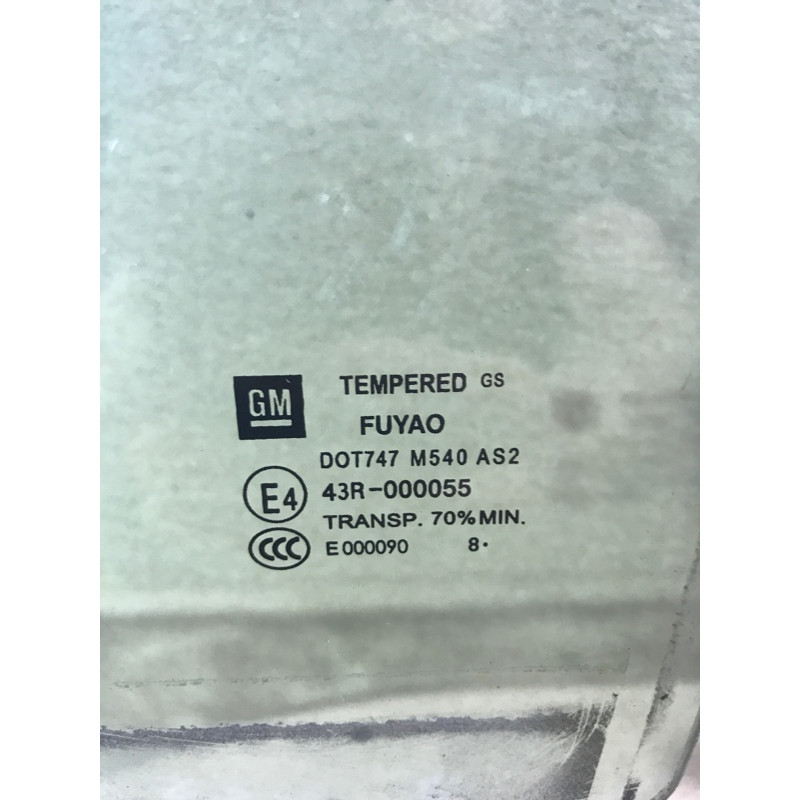 GM
TEMPERED GS
FUYAO
DOT747 M540 AS2
E4 43R-000055
TRANSP. 70% MIN.
CCC E000090 8·